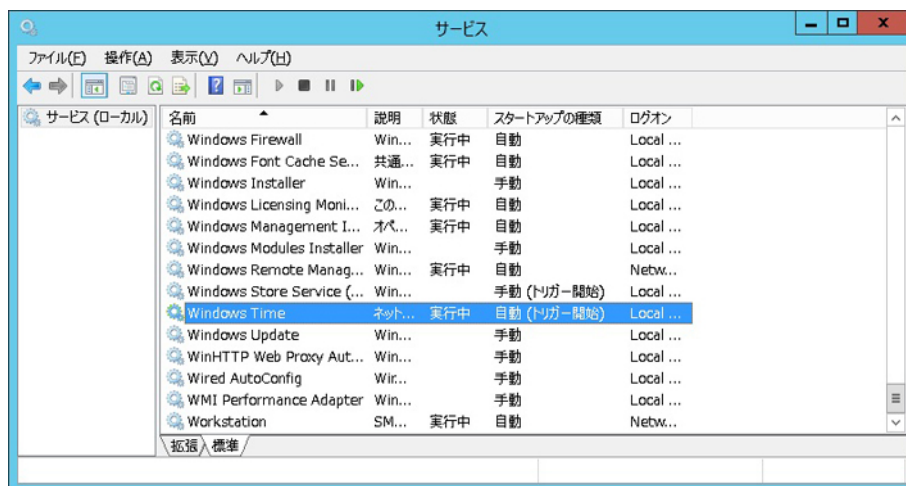 サービス
ファイル(F) 操作(A) 表示(V) ヘルプ(H)
サービス (ローカル)
名前 説明 状態 スタートアップの種類 ログオン
Windows Firewall Win... 実行中 自動 Local ...
Windows Font Cache Se... 共通... 実行中 自動 Local ...
Windows Installer Win... 手動 Local ...
Windows Licensing Moni... この... 実行中 自動 Local ...
Windows Management I... オペ... 実行中 自動 Local ...
Windows Modules Installer Win... 手動 Local ...
Windows Remote Manag... Win... 実行中 自動 Netw...
Windows Store Service (... Win... 手動 (トリガー開始) Local ...
Windows Time ネット... 実行中 自動 (トリガー開始) Local ...
Windows Update Win... 手動 Local ...
WinHTTP Web Proxy Aut... Win... 手動 Local ...
Wired AutoConfig Wir... 手動 Local ...
WMI Performance Adapter Win... 手動 Local ...
Workstation SM... 実行中 自動 Netw...
拡張 標準